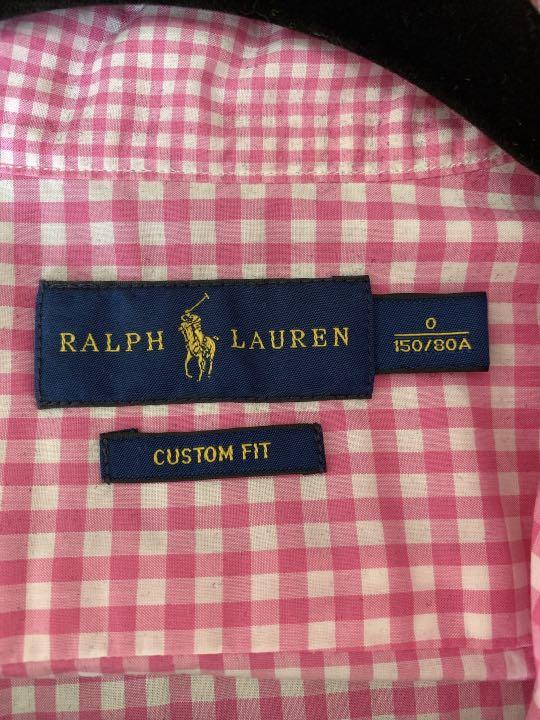 RALPH LAUREN
0
150/80A
CUSTOM FIT